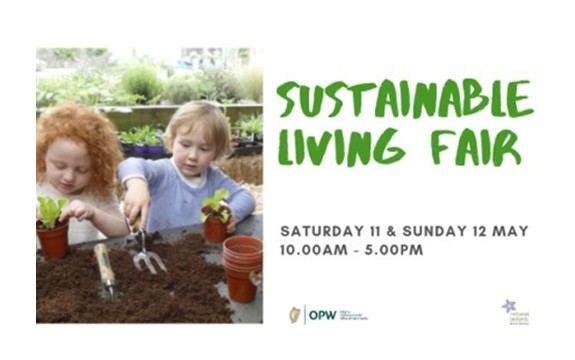 SUSTAINABLE
LIVING FAIR
SATURDAY 11 & SUNDAY 12 MAY
10.00AM - 5.00PM
OPW